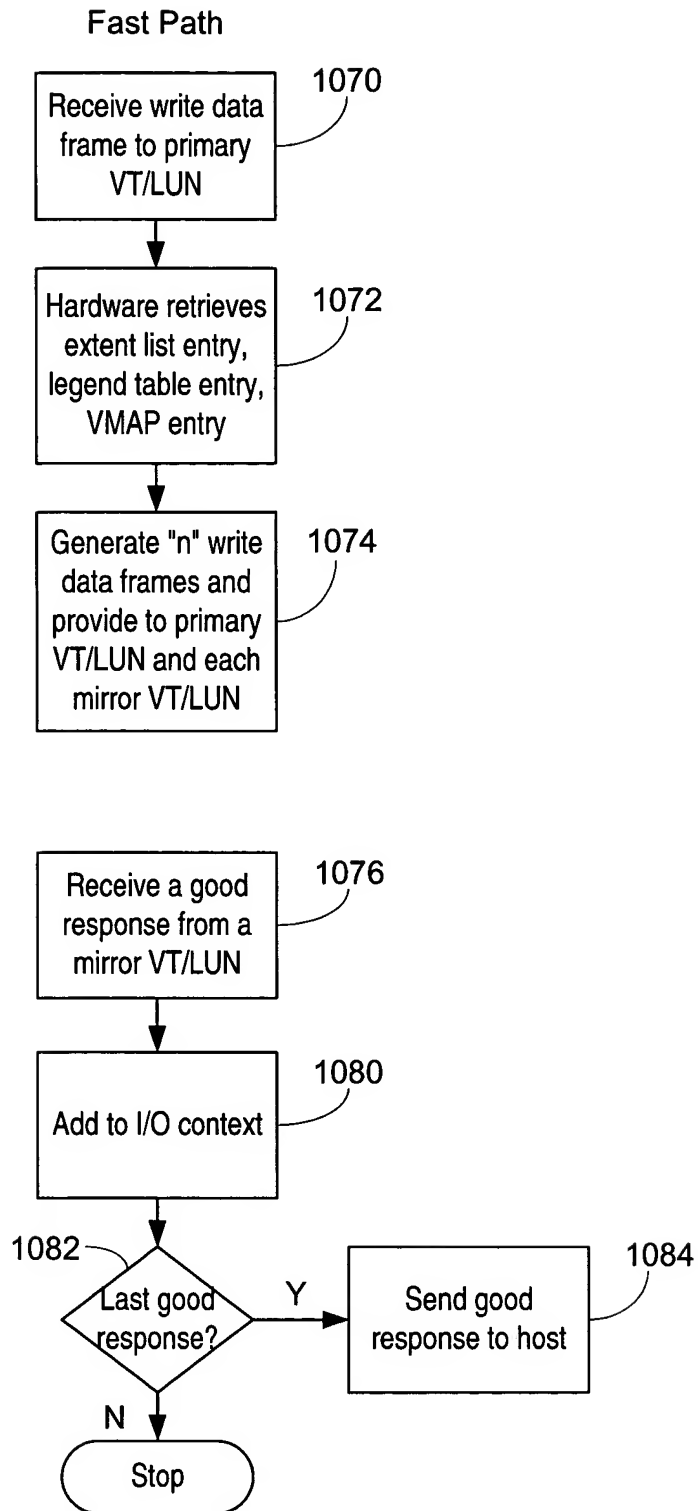 Fast Path
1070
Receive write data
frame to primary
VT/LUN
1072
Hardware retrieves
extent list entry,
legend table entry,
VMAP entry
1074
Generate "n" write
data frames and
provide to primary
VT/LUN and each
mirror VT/LUN
1076
Receive a good
response from a
mirror VT/LUN
1080
Add to I/O context
1082
Last good
response?
Y
1084
Send good
response to host
N
Stop